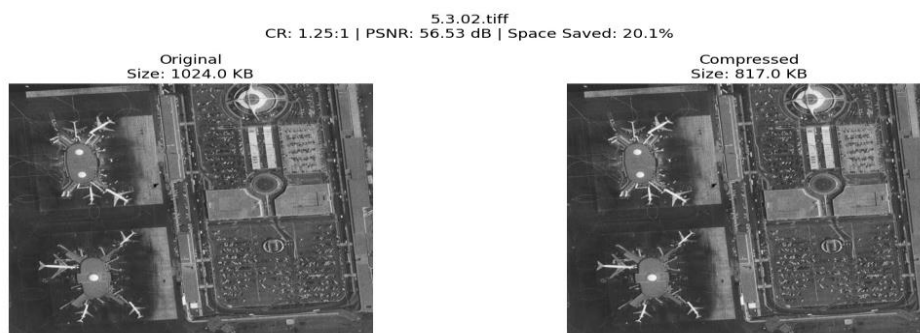 5.3.02.tiff
CR: 1.25:1 | PSNR: 56.53 dB | Space Saved: 20.1%
Original
Size: 1024.0 KB
Compressed
Size: 817.0 KB